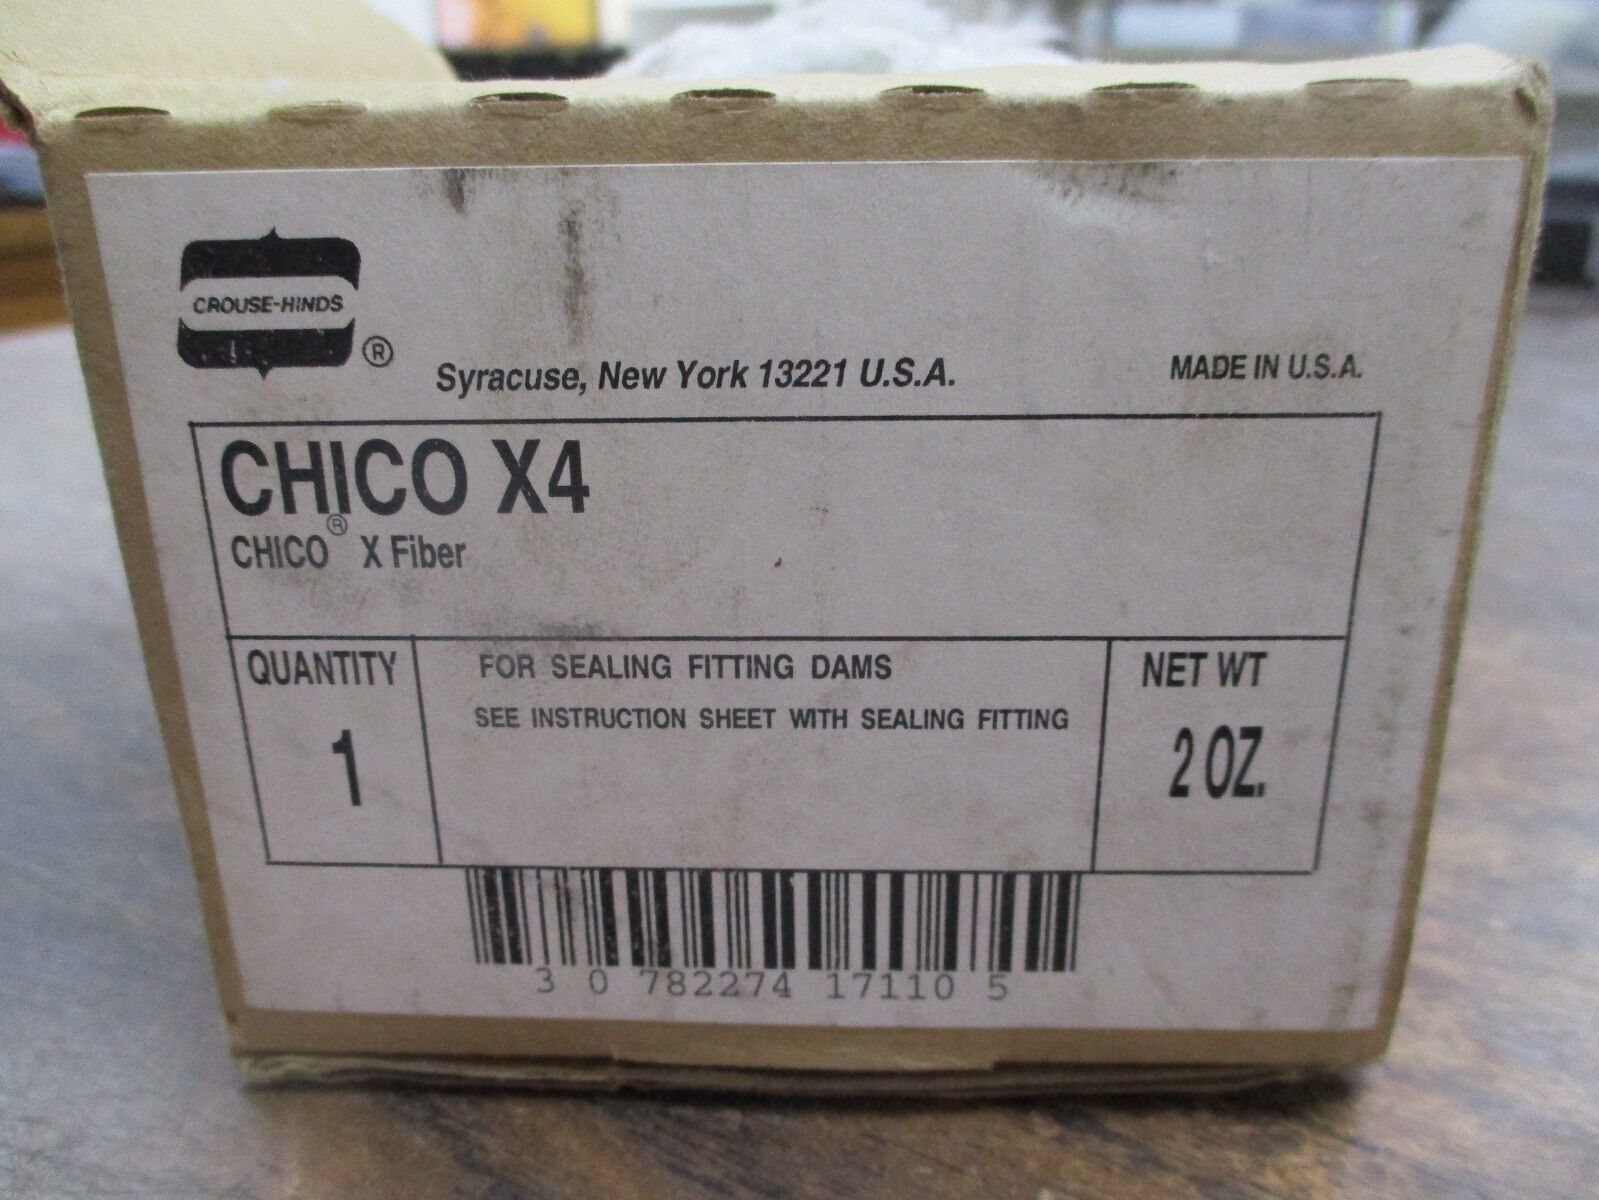 CROUSE-HINDS
®
Syracuse, New York 13221 U.S.A.
MADE IN U.S.A.
CHICO X4
CHICO® X Fiber
QUANTITY
1
FOR SEALING FITTING DAMS
SEE INSTRUCTION SHEET WITH SEALING FITTING
NET WT
2 OZ.
3 0 782274 17110 5